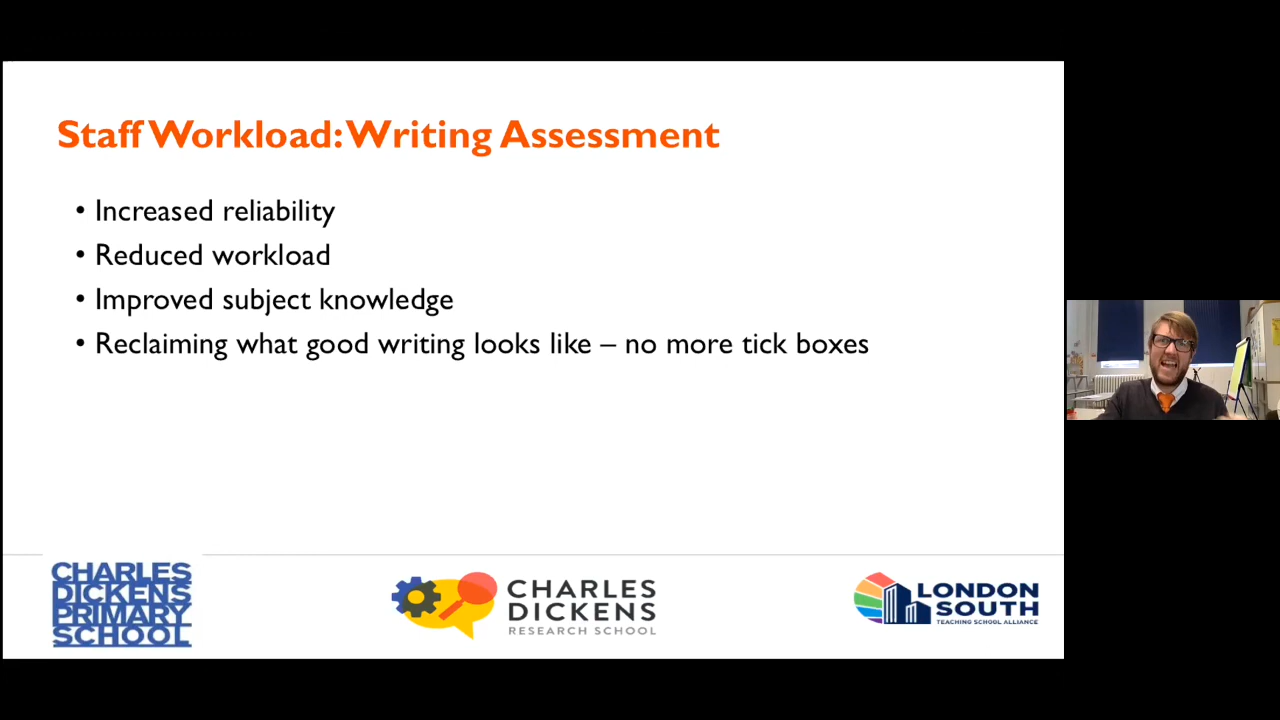 Staff Workload: Writing Assessment
• Increased reliability
• Reduced workload
• Improved subject knowledge
• Reclaiming what good writing looks like – no more tick boxes
CHARLES
DICKENS
PRIMARY
SCHOOL
CHARLES
DICKENS
RESEARCH SCHOOL
LONDON
SOUTH
TEACHING SCHOOL ALLIANCE